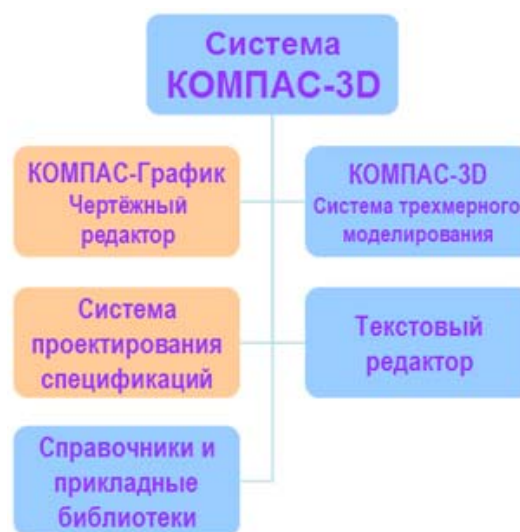 Система
КОМПАС-3D
КОМПАС-График
Чертёжный
редактор
КОМПАС-3D
Система трехмерного
моделирования
Система
проектирования
спецификаций
Текстовый
редактор
Справочники и
прикладные
библиотеки